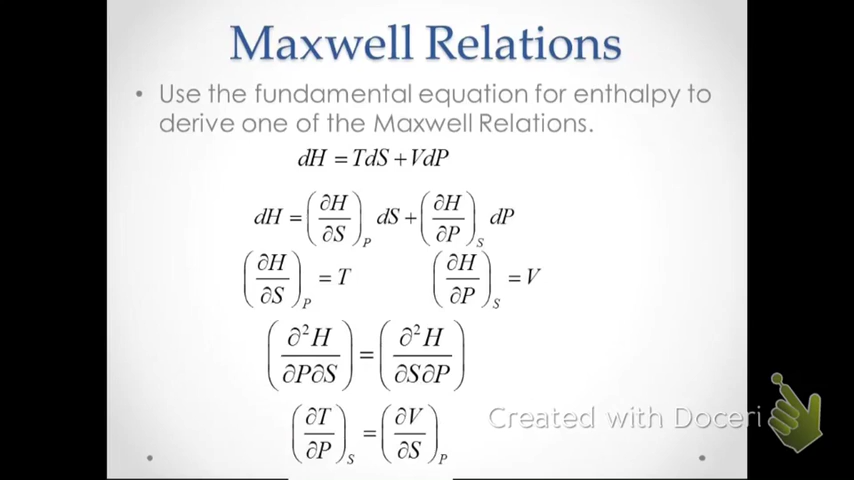 Maxwell Relations
• Use the fundamental equation for enthalpy to
derive one of the Maxwell Relations.
dH = TdS + VdP
dH = (∂H/∂S)_P dS + (∂H/∂P)_S dP
(∂H/∂S)_P = T (∂H/∂P)_S = V
(∂²H/∂P∂S) = (∂²H/∂S∂P)
(∂T/∂P)_S = (∂V/∂S)_P
Created with Doceri